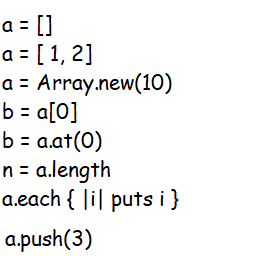 a = []
a = [ 1, 2]
a = Array.new(10)
b = a[0]
b = a.at(0)
n = a.length
a.each { |i| puts i }
a.push(3)